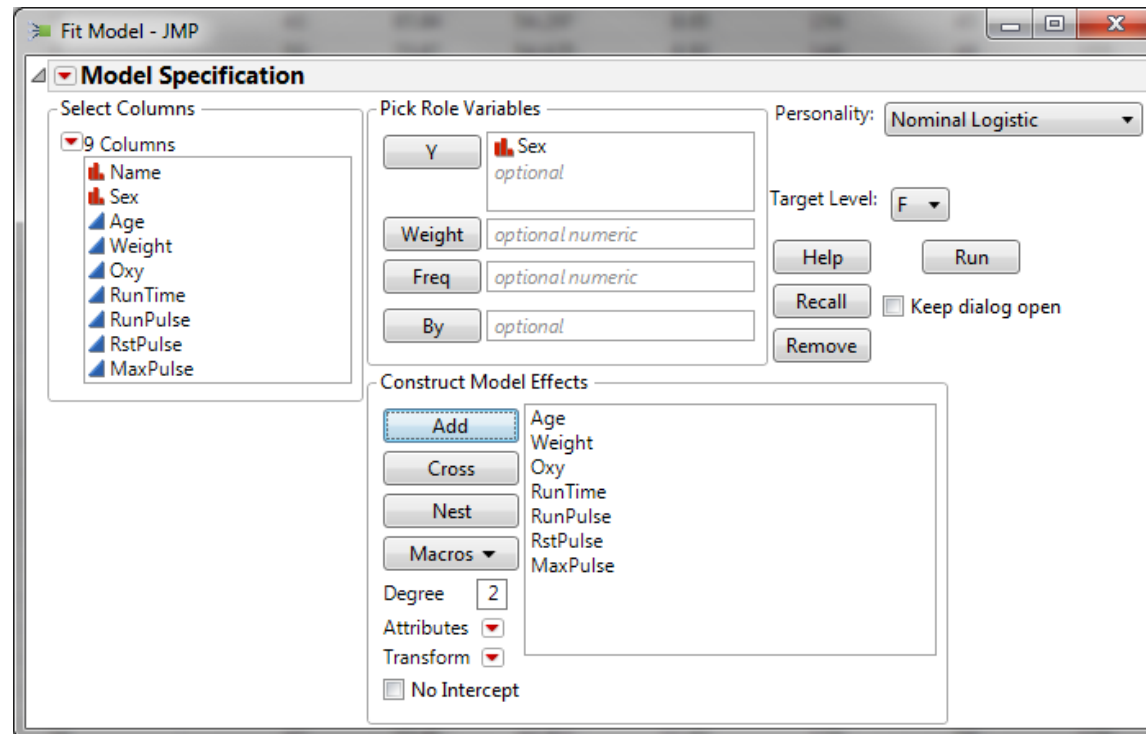 Fit Model - JMP
Model Specification
Select Columns
9 Columns
Name
Sex
Age
Weight
Oxy
RunTime
RunPulse
RstPulse
MaxPulse
Pick Role Variables
Y
Sex
optional
Weight
optional numeric
Freq
optional numeric
By
optional
Personality:
Nominal Logistic
Target Level:
F
Help
Run
Recall
Keep dialog open
Remove
Construct Model Effects
Add
Cross
Nest
Macros
Degree
2
Attributes
Transform
No Intercept
Age
Weight
Oxy
RunTime
RunPulse
RstPulse
MaxPulse